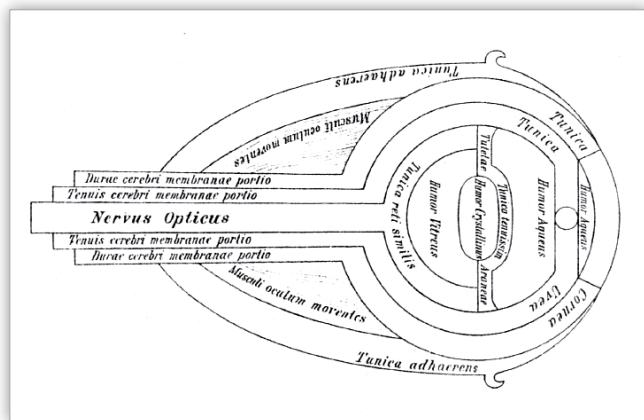 Tunica adhaerens
Musculi oculum moventes
Durae cerebri membranae portio
Tenuis cerebri membranae portio
Nervus Opticus
Tenuis cerebri membranae portio
Durae cerebri membranae portio
Musculi oculum moventes
Tunica adhaerens
Tunica reti similis
Humor Vitreus
Tutelae
Humor Crystallinus
Araneae
Humor Aqueus
Tunica
Uvea
Tunica
Cornea
Humor Aqueus